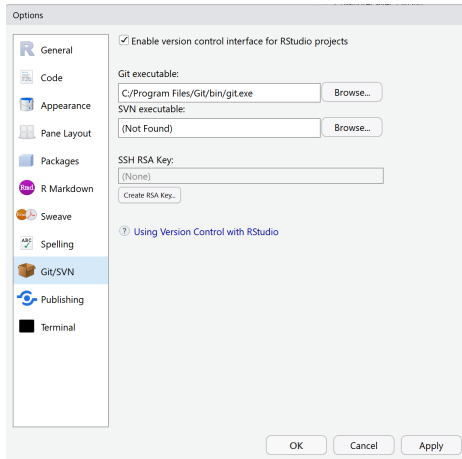 Options
R General
Code
Appearance
Pane Layout
Packages
Rmd R Markdown
Sweave
ABC Spelling
Git/SVN
Publishing
Terminal
Enable version control interface for RStudio projects
Git executable:
C:/Program Files/Git/bin/git.exe Browse...
SVN executable:
(Not Found) Browse...
SSH RSA Key:
(None)
Create RSA Key...
? Using Version Control with RStudio
OK Cancel Apply